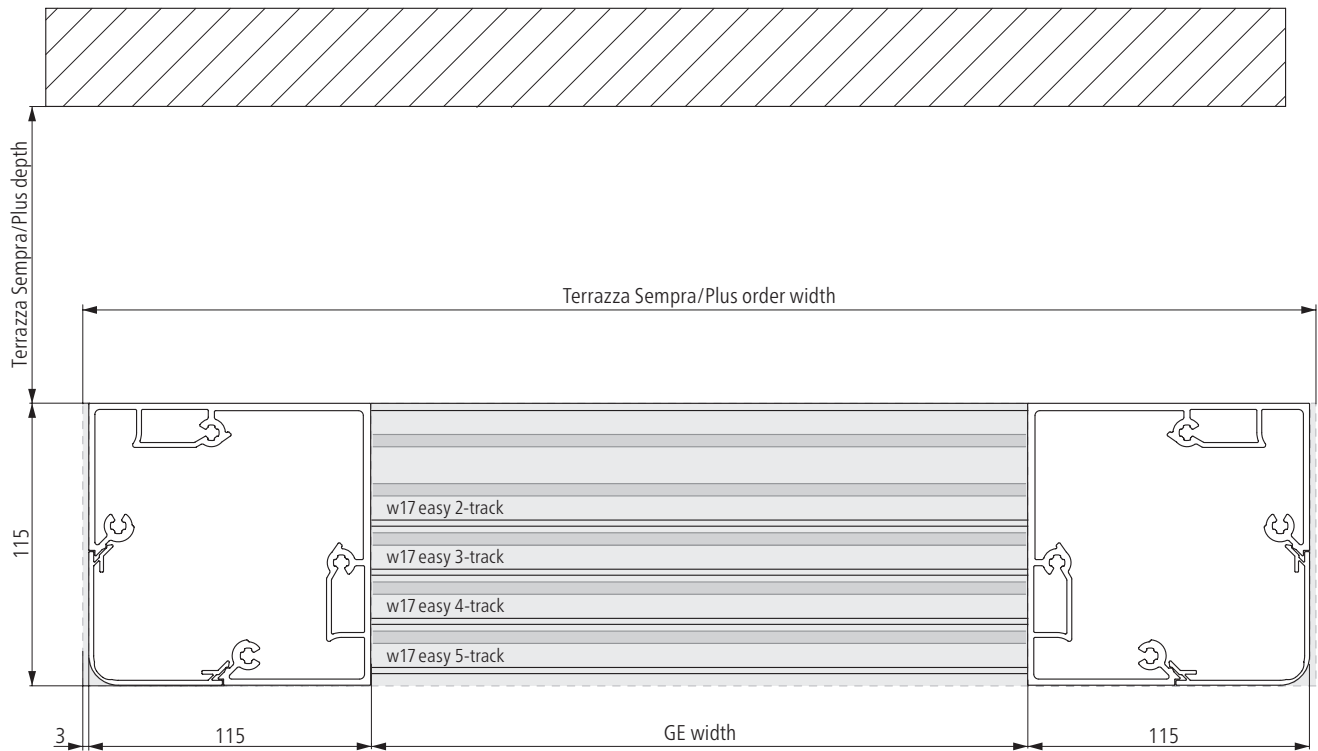 Terrazza Sempra/Plus depth
Terrazza Sempra/Plus order width
115
w17 easy 2-track
w17 easy 3-track
w17 easy 4-track
w17 easy 5-track
3
115
GE width
115